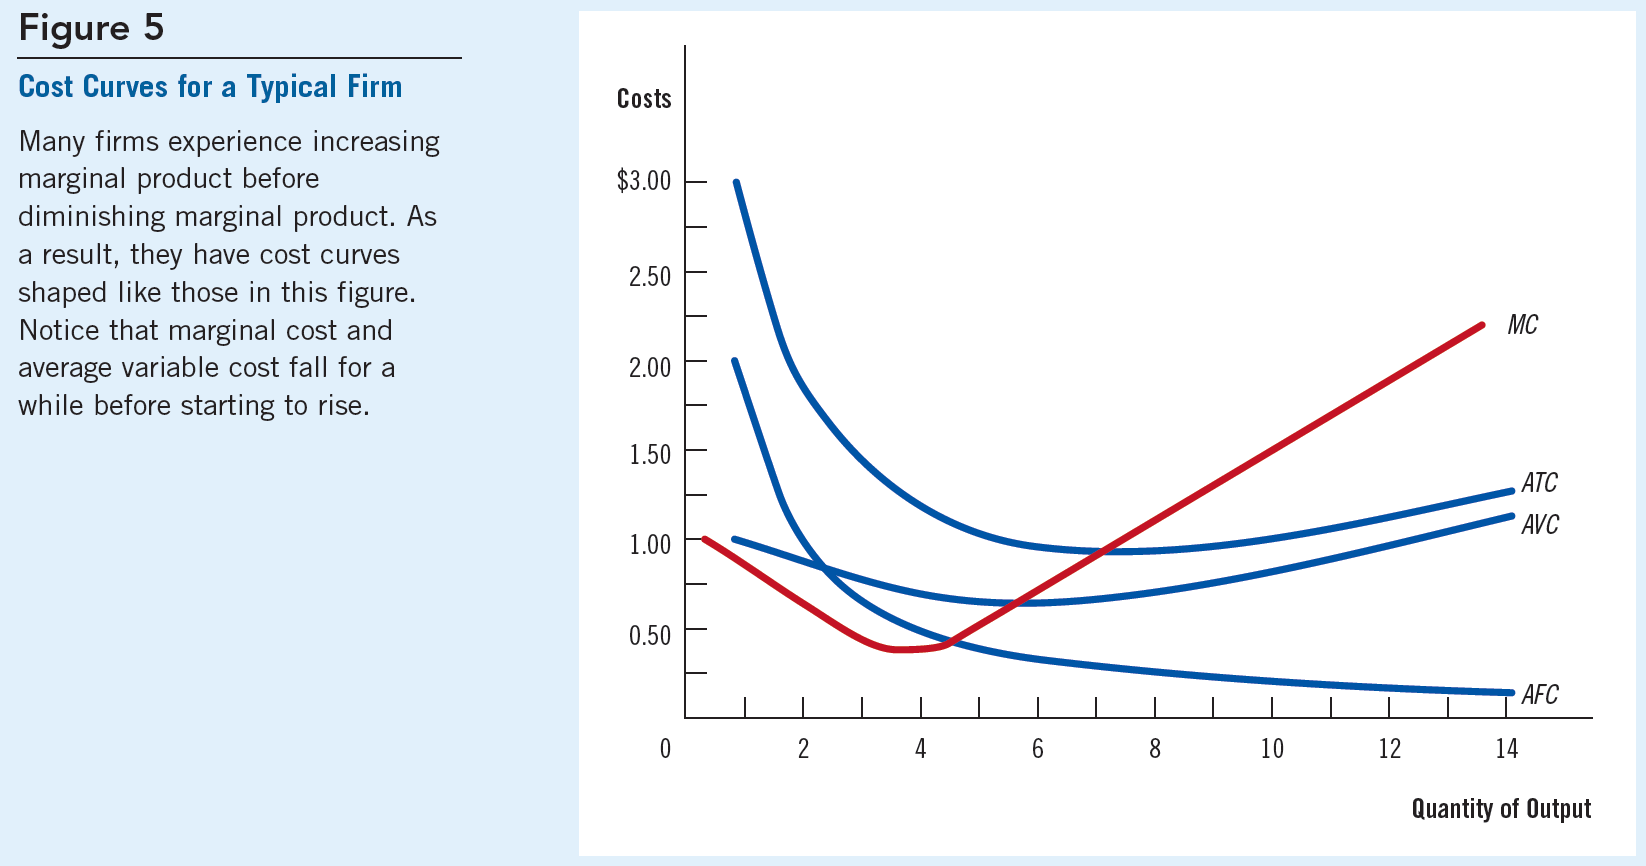 Figure 5
Cost Curves for a Typical Firm
Many firms experience increasing
marginal product before
diminishing marginal product. As
a result, they have cost curves
shaped like those in this figure.
Notice that marginal cost and
average variable cost fall for a
while before starting to rise.
Costs
$3.00
2.50
2.00
1.50
1.00
0.50
MC
ATC
AVC
AFC
0 2 4 6 8 10 12 14
Quantity of Output